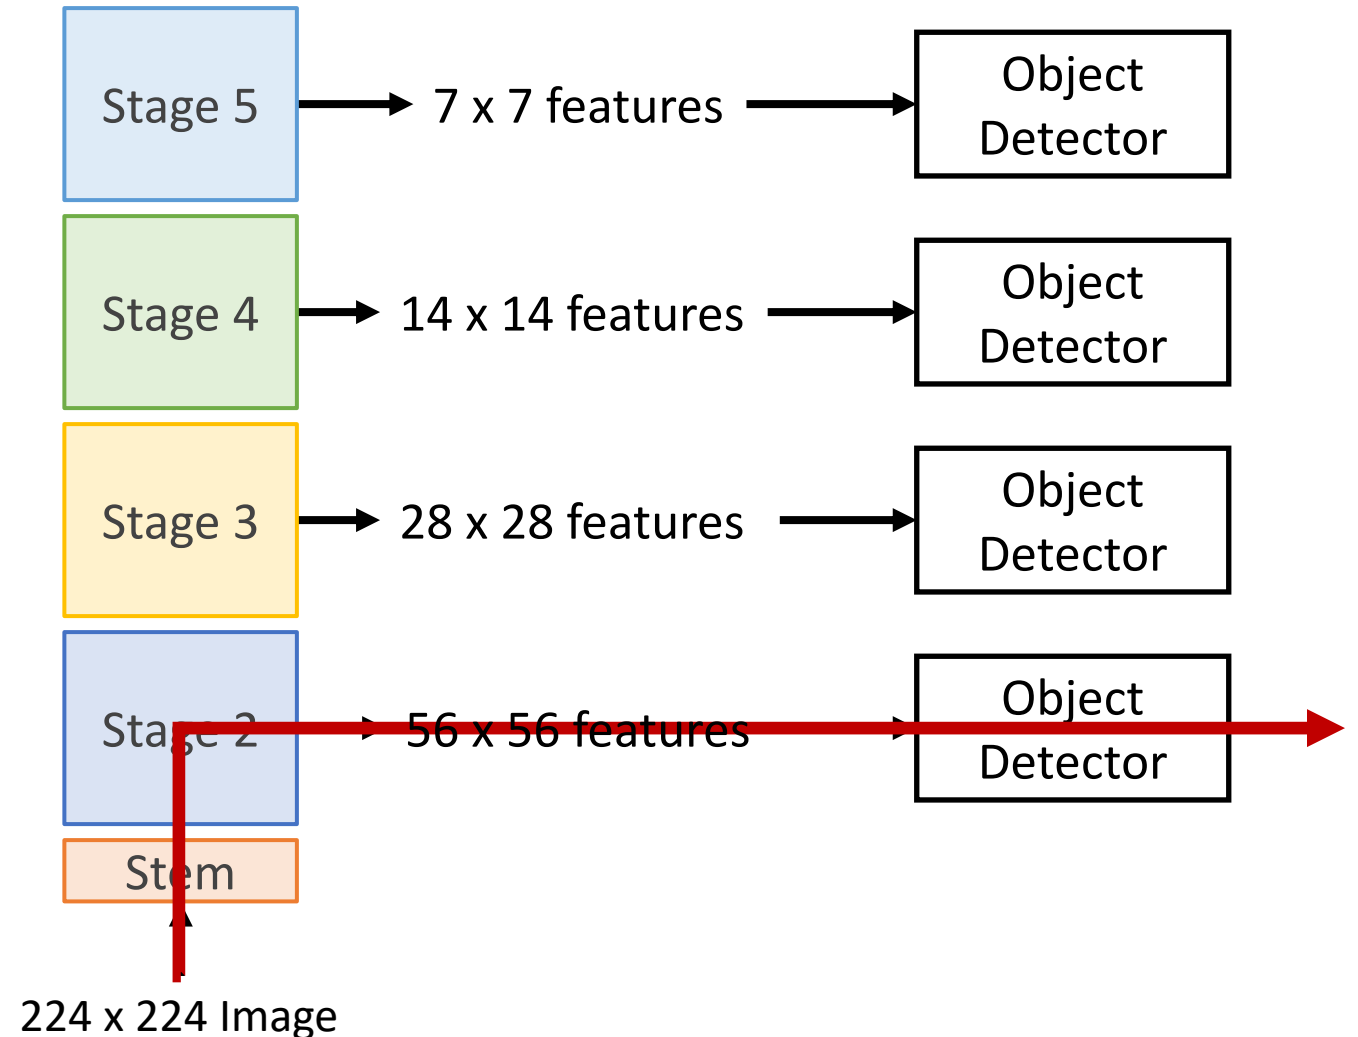 Stage 5
7 x 7 features
Object
Detector
Stage 4
14 x 14 features
Object
Detector
Stage 3
28 x 28 features
Object
Detector
Stage 2
56 x 56 features
Object
Detector
Stem
224 x 224 Image